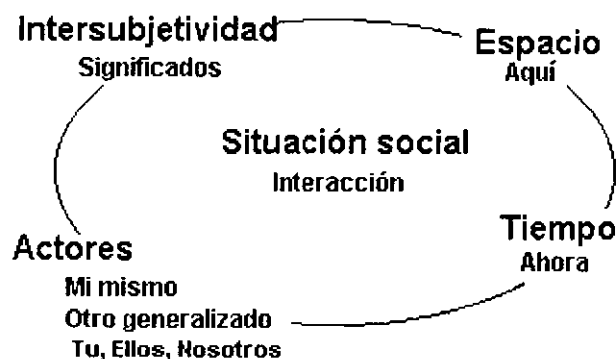 Intersubjetividad
Significados
Espacio
Aquí
Situación social
Interacción
Tiempo
Ahora
Actores
Mi mismo
Otro generalizado
Tu, Ellos, Nosotros